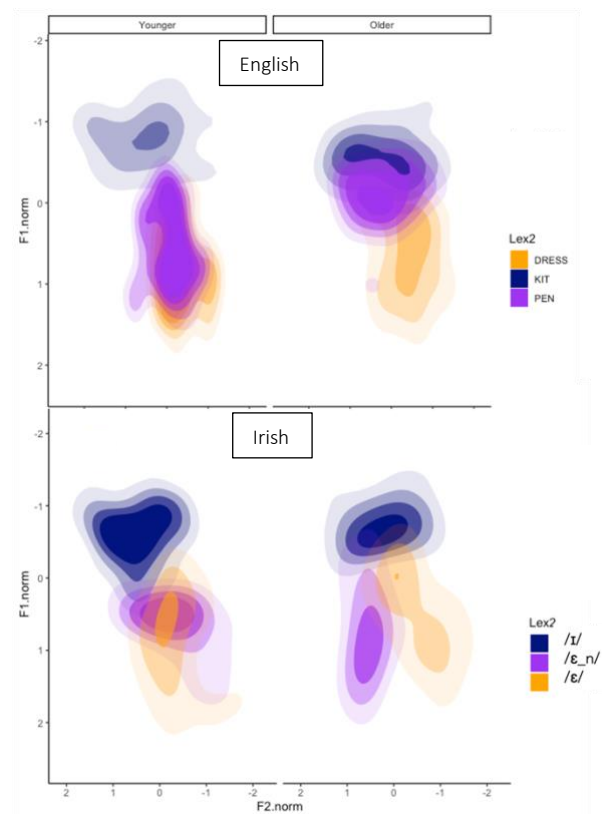 Younger Older
English
-2
-1
0
1
2
F1.norm
Lex2
DRESS
KIT
PEN
Irish
-2
-1
0
1
2
F1.norm
Lex2
/ɪ/
/ɛ_n/
/ɛ/
2 1 0 -1 -2 2 1 0 -1 -2
F2.norm